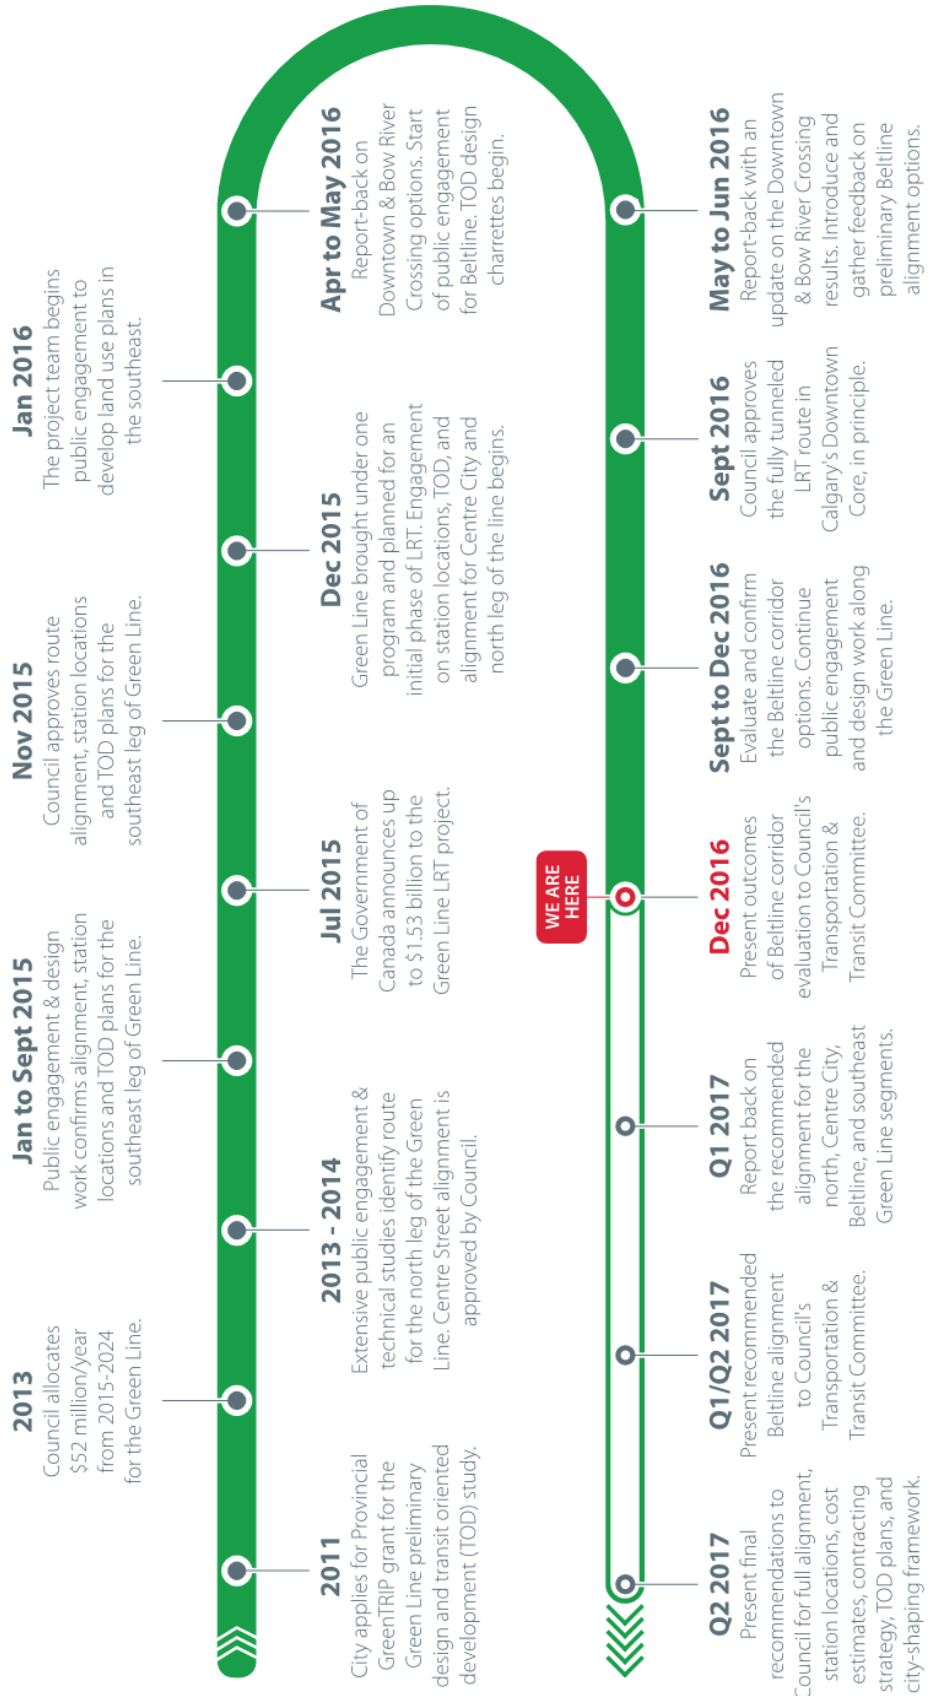 2011
City applies for Provincial
GreenTRIP grant for the
Green Line preliminary
design and transit oriented
development (TOD) study.
2013
Council allocates
$52 million/year
from 2015-2024
for the Green Line.
2013 - 2014
Extensive public engagement &
technical studies identify route
for the north leg of the Green
Line. Centre Street alignment is
approved by Council.
Jan to Sept 2015
Public engagement & design
work confirms alignment, station
locations and TOD plans for the
southeast leg of Green Line.
Jul 2015
The Government of
Canada announces up
to $1.53 billion to the
Green Line LRT project.
Nov 2015
Council approves route
alignment, station locations
and TOD plans for the
southeast leg of Green Line.
Dec 2015
Green Line brought under one
program and planned for an
initial phase of LRT. Engagement
on station locations, TOD, and
alignment for Centre City and
north leg of the line begins.
Jan 2016
The project team begins
public engagement to
develop land use plans in
the southeast.
Apr to May 2016
Report-back on
Downtown & Bow River
Crossing options. Start
of public engagement
for Beltline. TOD design
charrettes begin.
May to Jun 2016
Report-back with an
update on the Downtown
& Bow River Crossing
results. Introduce and
gather feedback on
preliminary Beltline
alignment options.
Sept 2016
Council approves
the fully tunneled
LRT route in
Calgary's Downtown
Core, in principle.
Sept to Dec 2016
Evaluate and confirm
the Beltline corridor
options. Continue
public engagement
and design work along
the Green Line.
WE ARE
HERE
Dec 2016
Present outcomes
of Beltline corridor
evaluation to Council's
Transportation &
Transit Committee.
Q1 2017
Report back on
the recommended
alignment for the
north, Centre City,
Beltline, and southeast
Green Line segments.
Q1/Q2 2017
Present recommended
Beltline alignment
to Council's
Transportation &
Transit Committee.
Q2 2017
Present final
recommendations to
Council for full alignment,
station locations, cost
estimates, contracting
strategy, TOD plans, and
city-shaping framework.